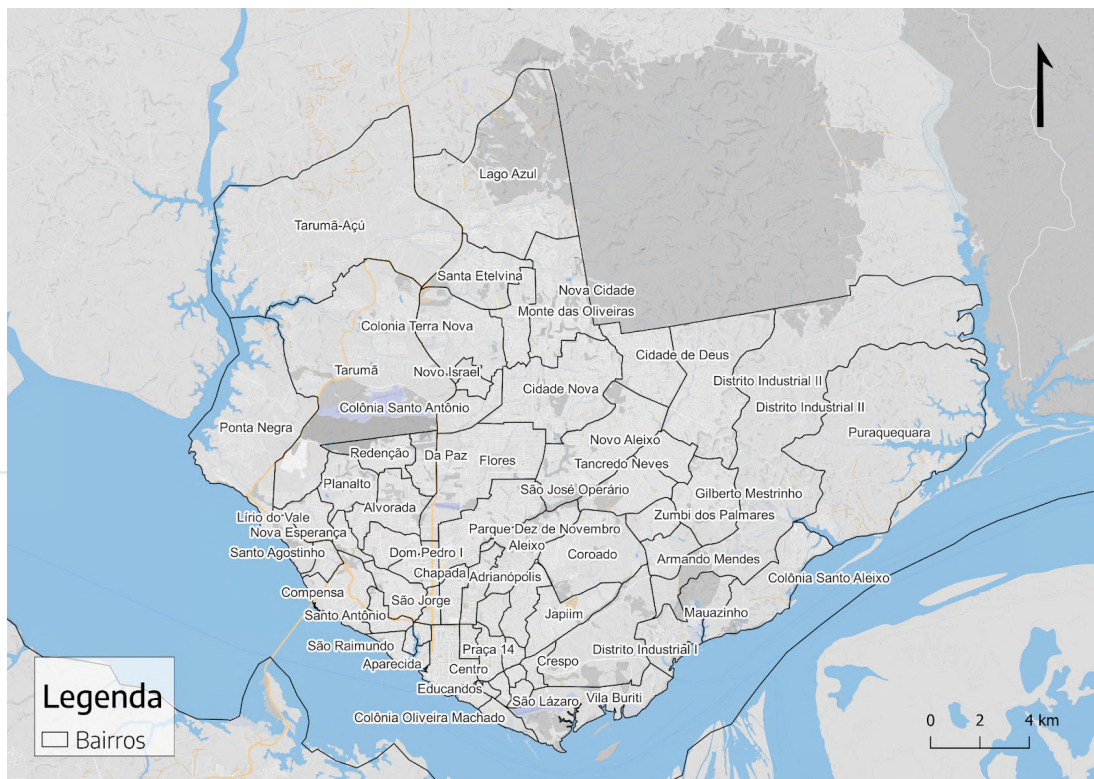 Lago Azul
Tarumã-Açú
Santa Etelvina
Nova Cidade
Monte das Oliveiras
Colonia Terra Nova
Cidade de Deus
Tarumã
Novo Israel
Distrito Industrial II
Cidade Nova
Colônia Santo Antônio
Distrito Industrial II
Ponta Negra
Puraquequara
Novo Aleixo
Redenção
Da Paz
Flores
Tancredo Neves
Planalto
São José Operário
Gilberto Mestrinho
Alvorada
Lírio do Vale
Zumbi dos Palmares
Nova Esperança
Parque Dez de Novembro
Aleixo
Santo Agostinho
Dom Pedro I
Coroado
Armando Mendes
Chapada
Adrianópolis
Colônia Santo Aleixo
Compensa
São Jorge
Santo Antônio
Japiim
Mauazinho
São Raimundo
Praça 14
Distrito Industrial I
Aparecida
Centro
Crespo
Educandos
São Lázaro
Vila Buriti
Colônia Oliveira Machado
Legenda
Bairros
0 2 4 km